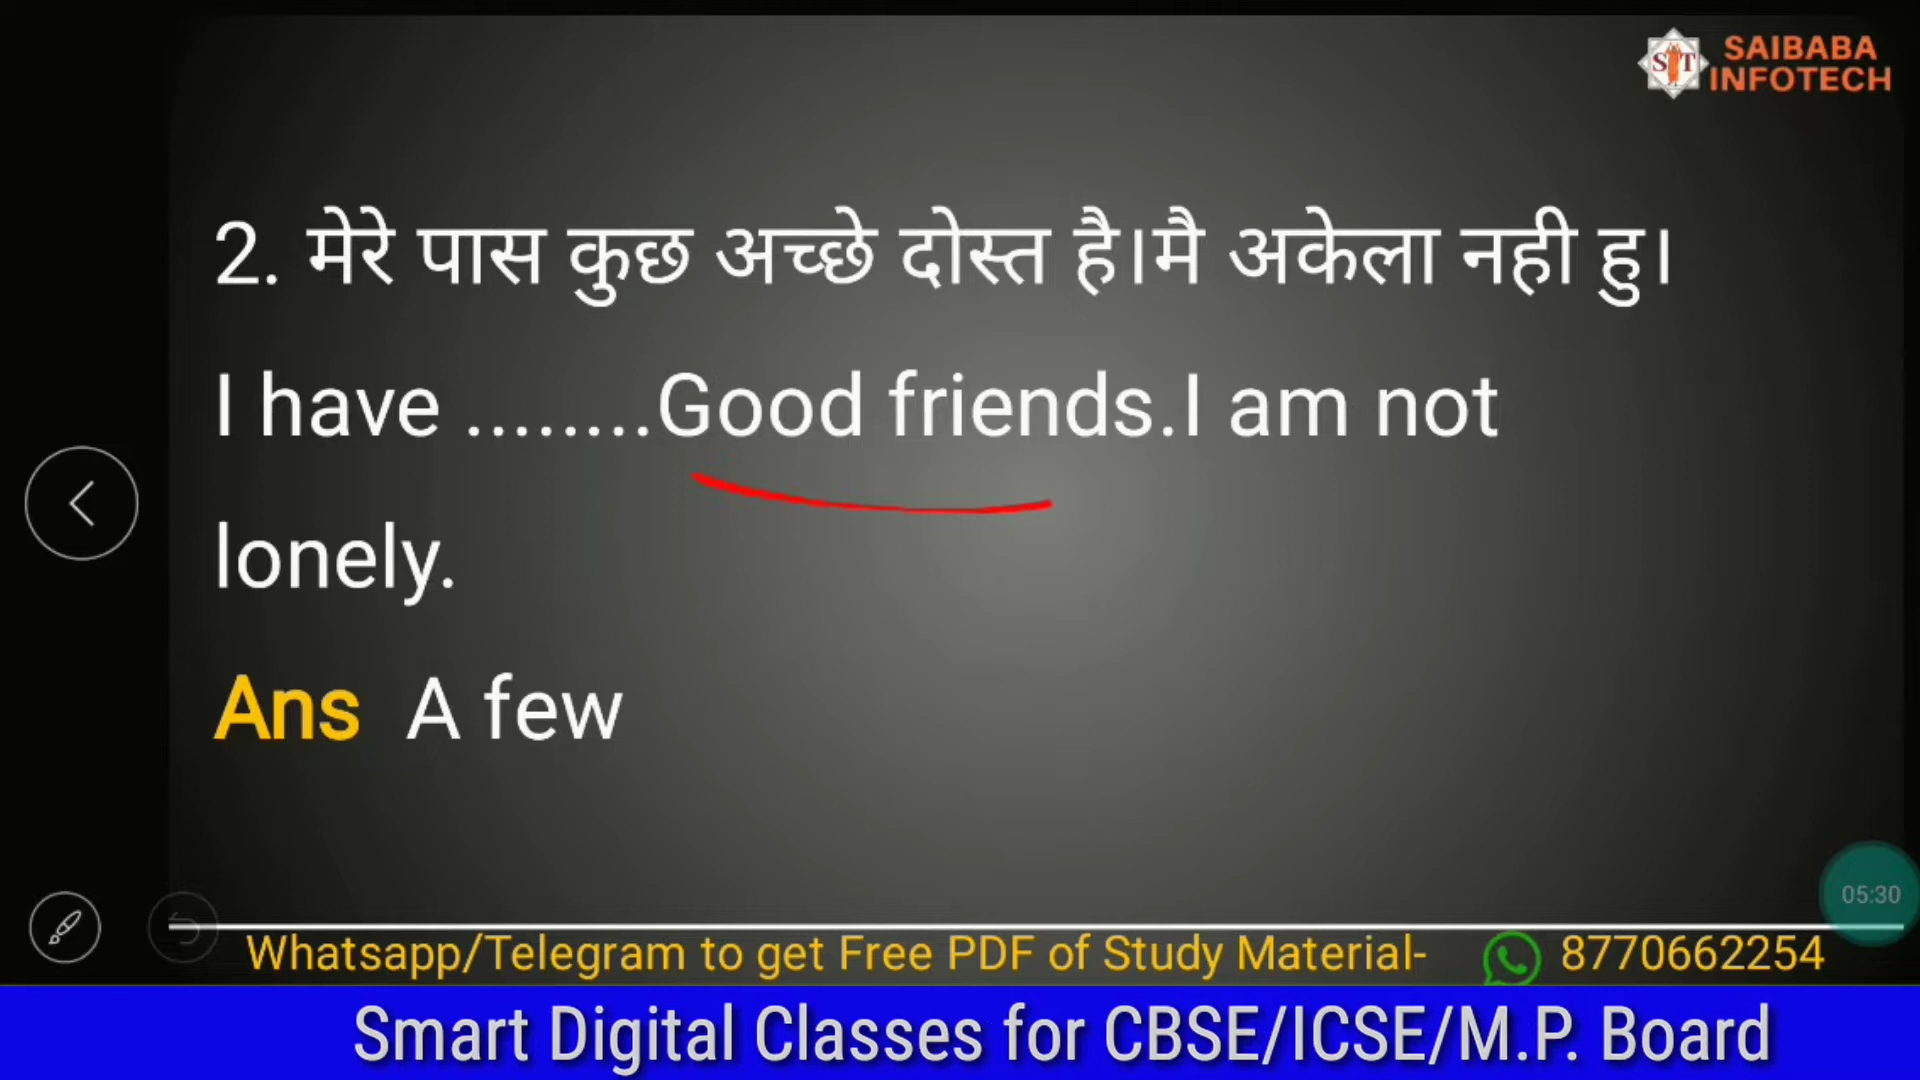 SAIBABA
INFOTECH
SIT
2. मेरे पास कुछ अच्छे दोस्त है।मै अकेला नही हु।
I have ........Good friends.I am not
lonely.
Ans A few
05:30
Whatsapp/Telegram to get Free PDF of Study Material- 8770662254
Smart Digital Classes for CBSE/ICSE/M.P. Board